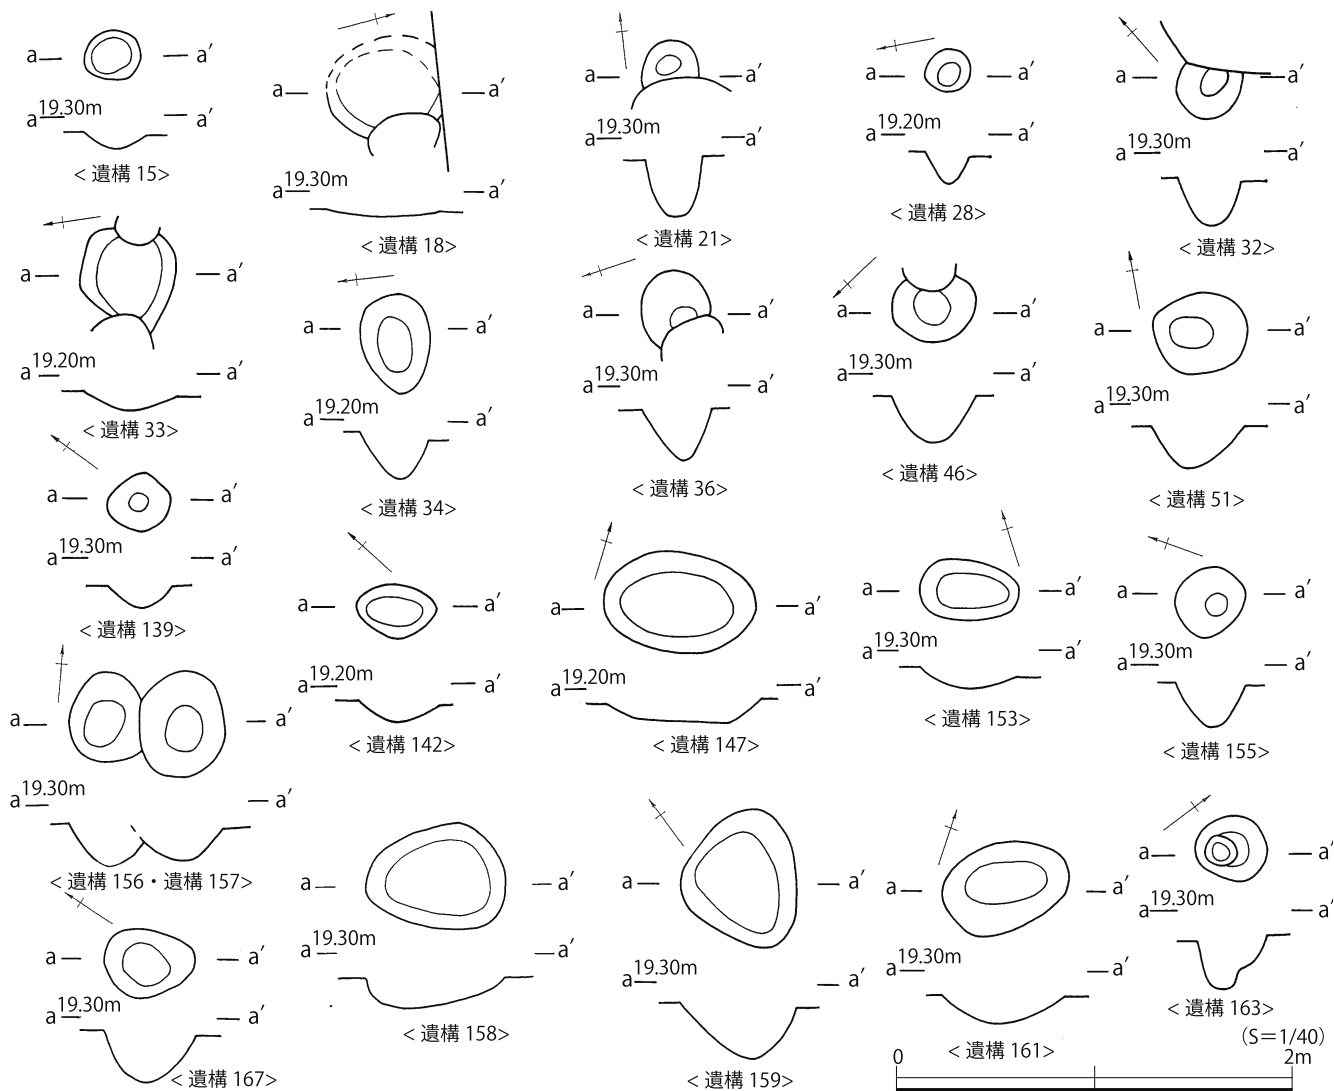 a a′
19.30m
a a′
< 遺構 15>
a a′
19.30m
a a′
< 遺構 18>
a a′
19.30m
a a′
< 遺構 21>
a a′
19.20m
a a′
< 遺構 28>
a a′
19.30m
a a′
< 遺構 32>
a a′
19.20m
a a′
< 遺構 33>
a a′
19.20m
a a′
< 遺構 34>
a a′
19.30m
a a′
< 遺構 36>
a a′
19.30m
a a′
< 遺構 46>
a a′
19.30m
a a′
< 遺構 51>
a a′
19.30m
a a′
< 遺構 139>
a a′
19.20m
a a′
< 遺構 142>
a a′
19.20m
a a′
< 遺構 147>
a a′
19.30m
a a′
< 遺構 153>
a a′
19.30m
a a′
< 遺構 155>
a a′
19.30m
a a′
< 遺構 156・遺構 157>
a a′
19.30m
a a′
< 遺構 158>
a a′
19.30m
a a′
< 遺構 159>
a a′
19.30m
a a′
< 遺構 161>
a a′
19.30m
a a′
< 遺構 163>
a a′
19.30m
a a′
< 遺構 167>
(S=1/40)
0 2m